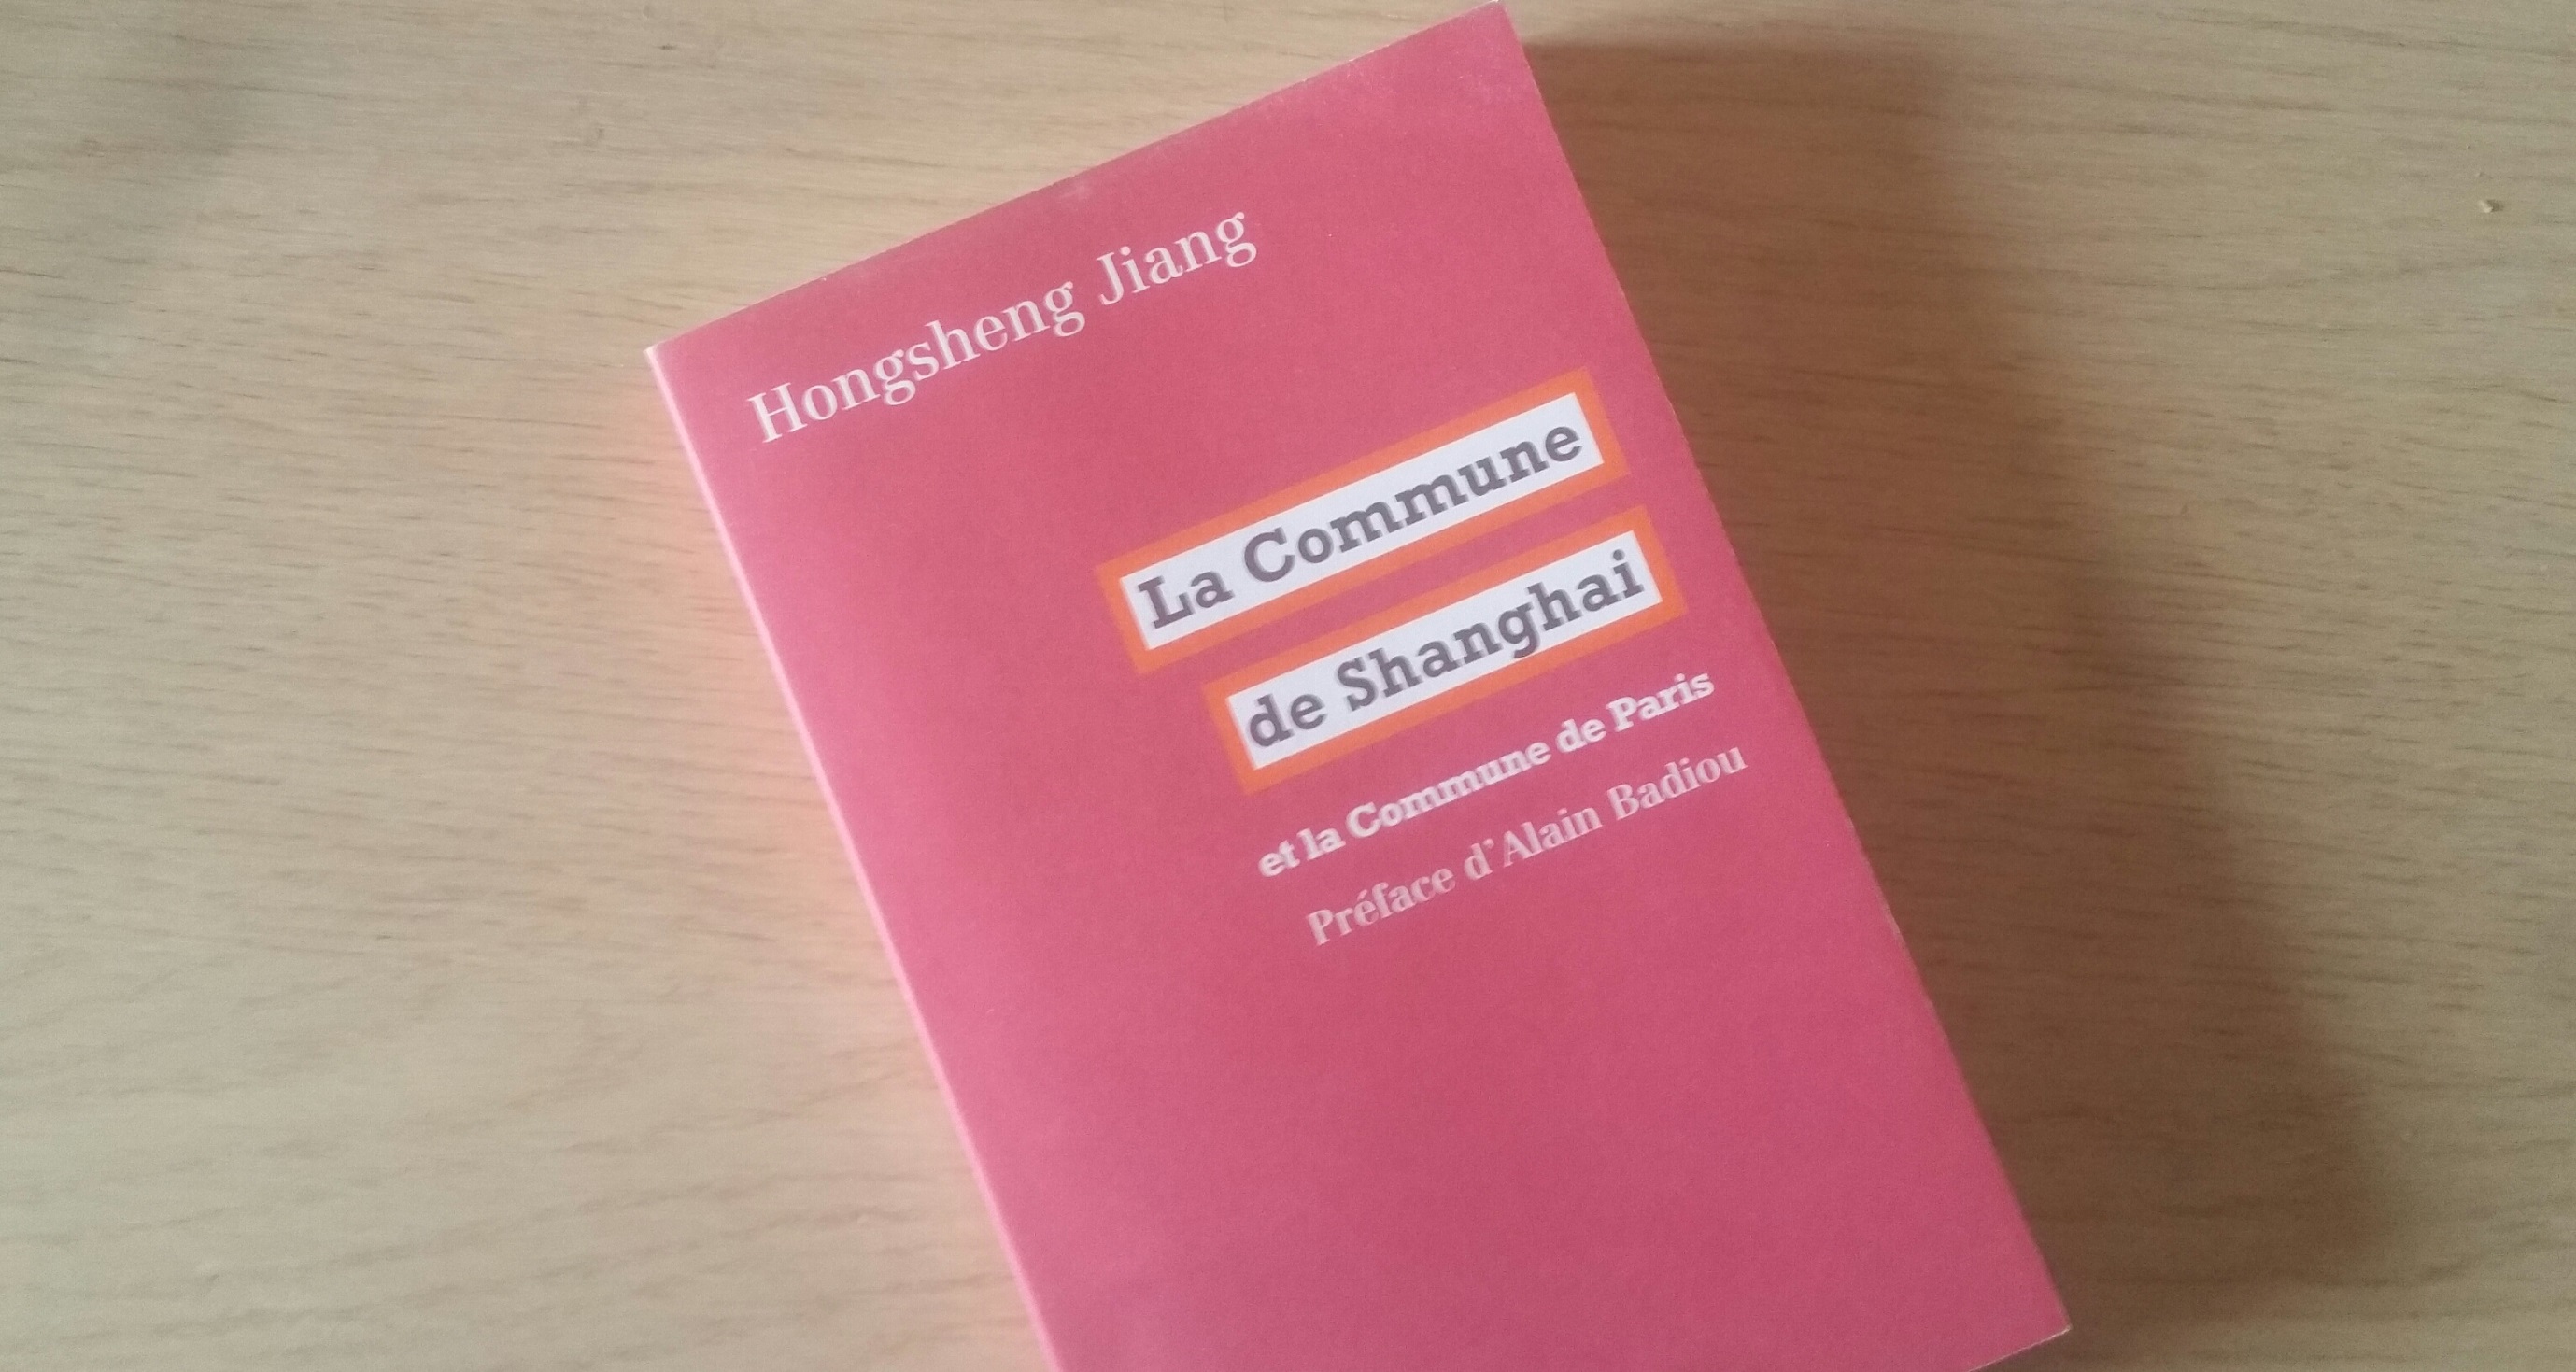 Hongsheng Jiang
La Commune
de Shanghai
et la Commune de Paris
Préface d'Alain Badiou